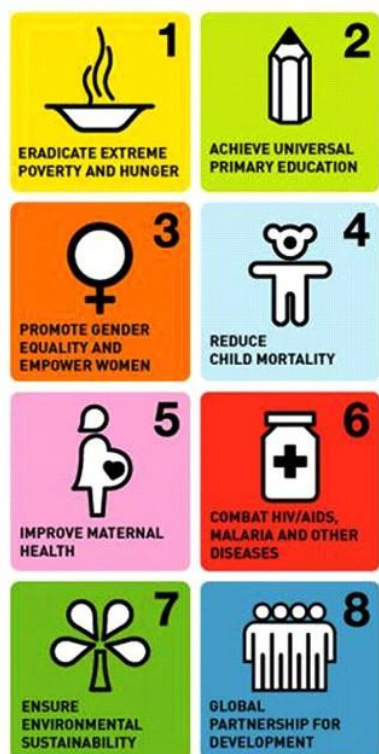 1
ERADICATE EXTREME
POVERTY AND HUNGER
2
ACHIEVE UNIVERSAL
PRIMARY EDUCATION
3
PROMOTE GENDER
EQUALITY AND
EMPOWER WOMEN
4
REDUCE
CHILD MORTALITY
5
IMPROVE MATERNAL
HEALTH
6
COMBAT HIV/AIDS,
MALARIA AND OTHER
DISEASES
7
ENSURE
ENVIRONMENTAL
SUSTAINABILITY
8
GLOBAL
PARTNERSHIP FOR
DEVELOPMENT